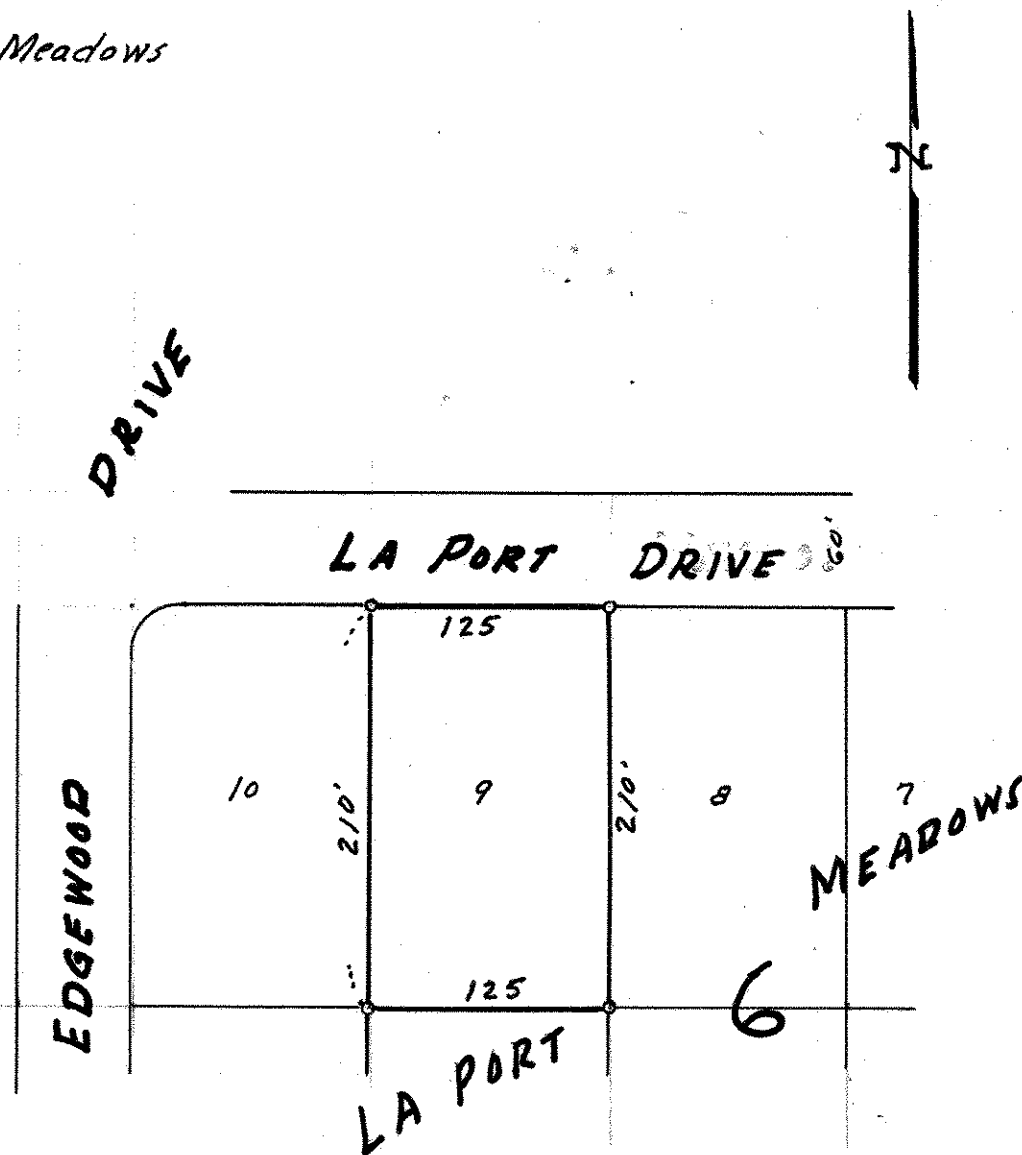 Meadows
N
DRIVE
LA PORT DRIVE 60'
125
10 210' 9 210' 8 7
EDGEWOOD
MEADOWS
125
6
LA PORT